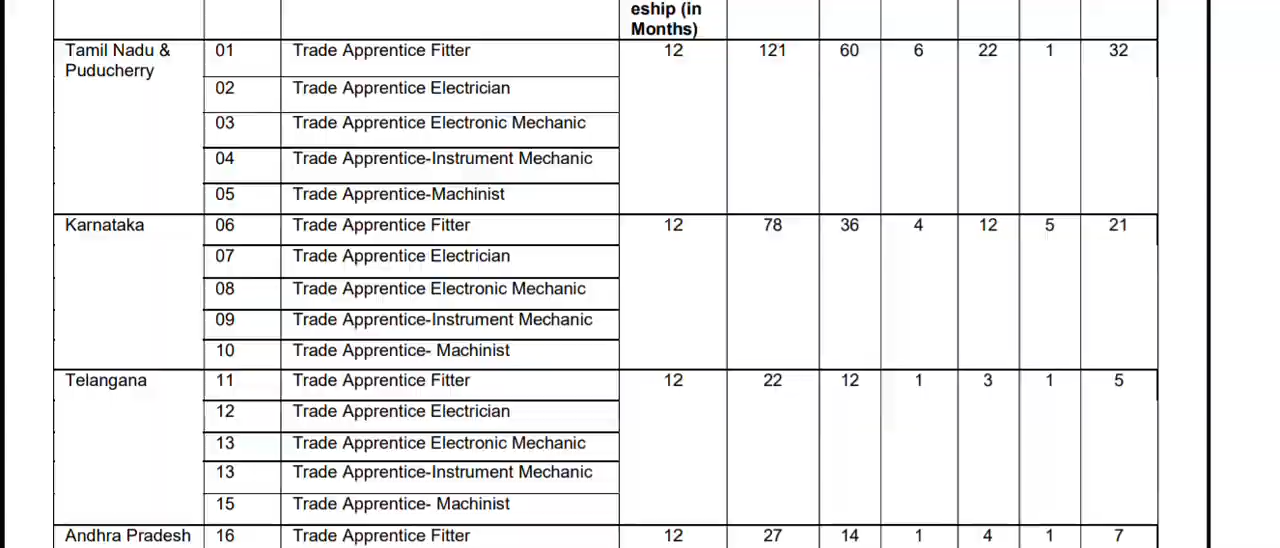 eship (in
Months)
Tamil Nadu & 01 Trade Apprentice Fitter 12 121 60 6 22 1 32
Puducherry
02 Trade Apprentice Electrician
03 Trade Apprentice Electronic Mechanic
04 Trade Apprentice-Instrument Mechanic
05 Trade Apprentice-Machinist
Karnataka 06 Trade Apprentice Fitter 12 78 36 4 12 5 21
07 Trade Apprentice Electrician
08 Trade Apprentice Electronic Mechanic
09 Trade Apprentice-Instrument Mechanic
10 Trade Apprentice- Machinist
Telangana 11 Trade Apprentice Fitter 12 22 12 1 3 1 5
12 Trade Apprentice Electrician
13 Trade Apprentice Electronic Mechanic
13 Trade Apprentice-Instrument Mechanic
15 Trade Apprentice- Machinist
Andhra Pradesh 16 Trade Apprentice Fitter 12 27 14 1 4 1 7